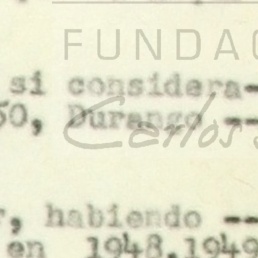 FUNDAC
si considera-
50, Durango --
Carlos S
, habiendo --
en 1948,1949